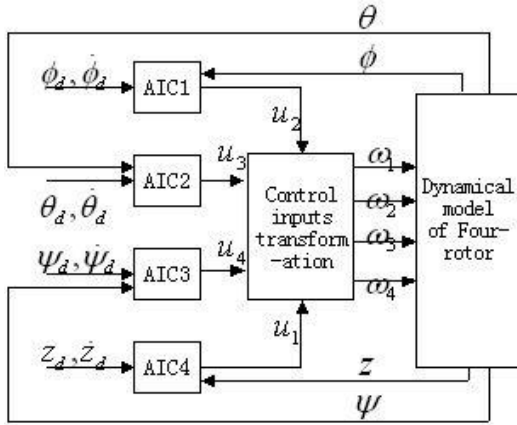 θ
ϕ_d, ϕ̇_d
AIC1
ϕ
u_2
u_3
AIC2
θ_d, θ̇_d
Control
inputs
transform
-ation
ω_1
ω_2
ω_3
ω_4
Dynamical
model
of Four-
rotor
ψ_d, ψ̇_d
u_4
AIC3
u_1
z_d, ż_d
AIC4
z
ψ